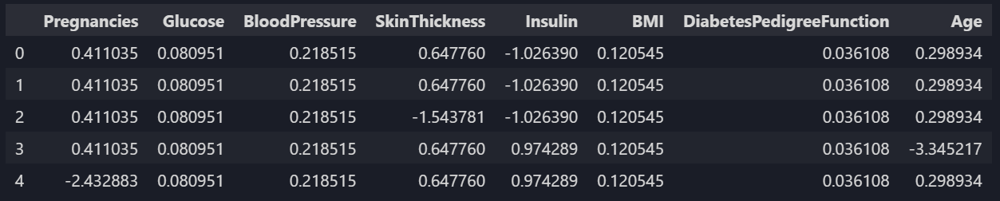 Pregnancies Glucose BloodPressure SkinThickness Insulin BMI DiabetesPedigreeFunction Age
0 0.411035 0.080951 0.218515 0.647760 -1.026390 0.120545 0.036108 0.298934
1 0.411035 0.080951 0.218515 0.647760 -1.026390 0.120545 0.036108 0.298934
2 0.411035 0.080951 0.218515 -1.543781 -1.026390 0.120545 0.036108 0.298934
3 0.411035 0.080951 0.218515 0.647760 0.974289 0.120545 0.036108 -3.345217
4 -2.432883 0.080951 0.218515 0.647760 0.974289 0.120545 0.036108 0.298934